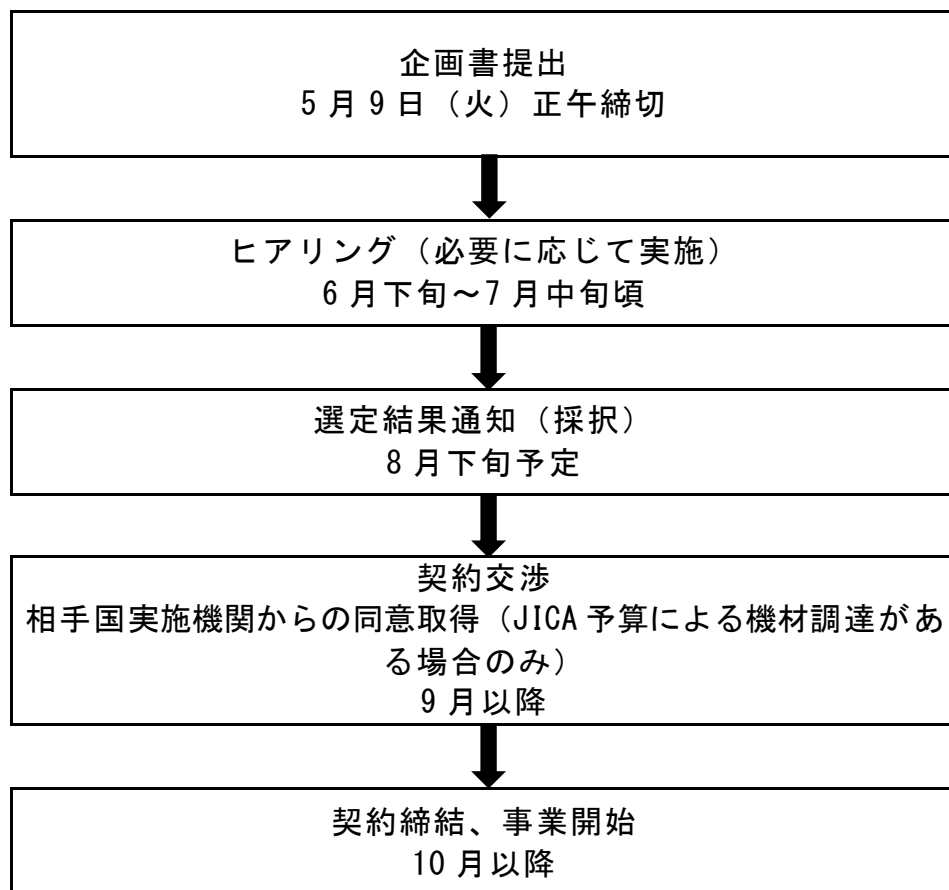 企画書提出
5月9日（火）正午締切
ヒアリング（必要に応じて実施）
6月下旬～7月中旬頃
選定結果通知（採択）
8月下旬予定
契約交渉
相手国実施機関からの同意取得（JICA予算による機材調達があ
る場合のみ）
9月以降
契約締結、事業開始
10月以降